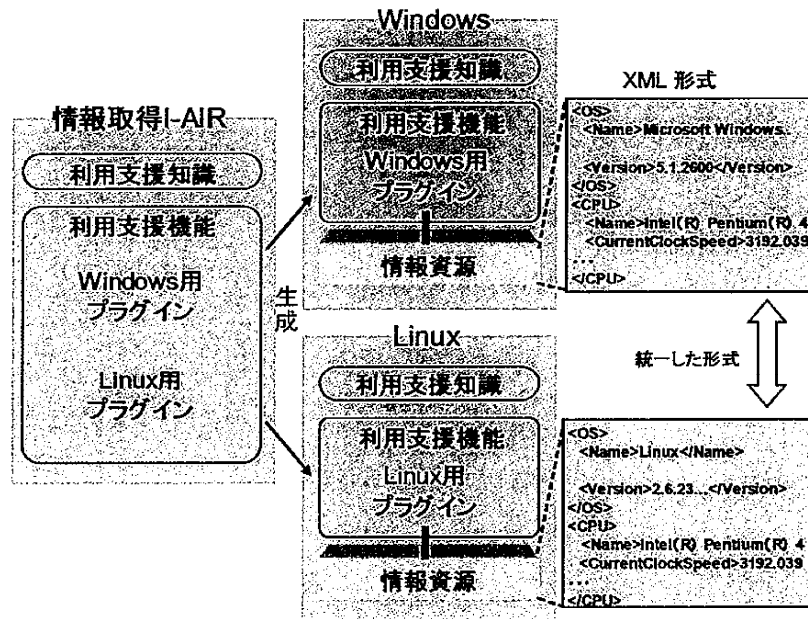 情報取得I-AIR
利用支援知識
利用支援機能
Windows用
プラグイン
Linux用
プラグイン
生成
Windows
利用支援知識
利用支援機能
Windows用
プラグイン
情報資源
Linux
利用支援知識
利用支援機能
Linux用
プラグイン
情報資源
XML 形式
<OS>
<Name>Microsoft Windows...
<Version>5.1.2600</Version>
</OS>
<CPU>
<Name>Intel(R) Pentium(R) 4
<CurrentClockSpeed>3192.039
...
</CPU>
統一した形式
<OS>
<Name>Linux</Name>
<Version>2.6.23...</Version>
</OS>
<CPU>
<Name>Intel(R) Pentium(R) 4
<CurrentClockSpeed>3192.039
...
</CPU>